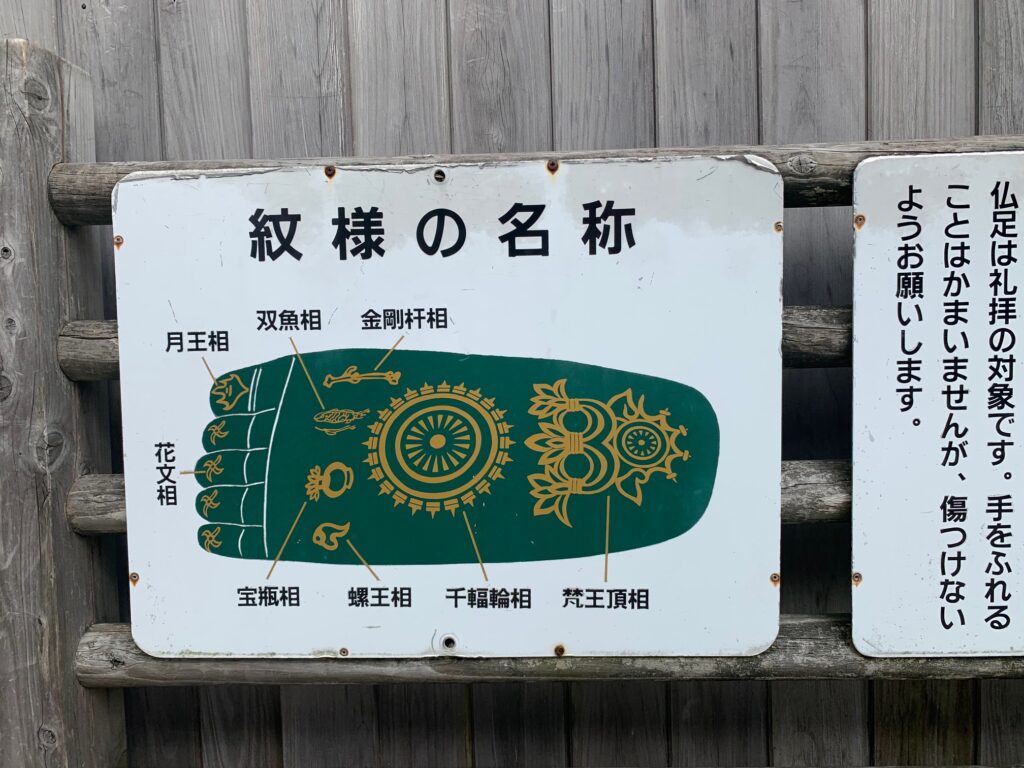 紋様の名称
双魚相
金剛杆相
月王相
花文相
宝瓶相
螺王相
千輻輪相
梵王頂相
仏足は礼拝の対象です。手をふれる
ことはかまいませんが、傷つけない
ようお願いします。